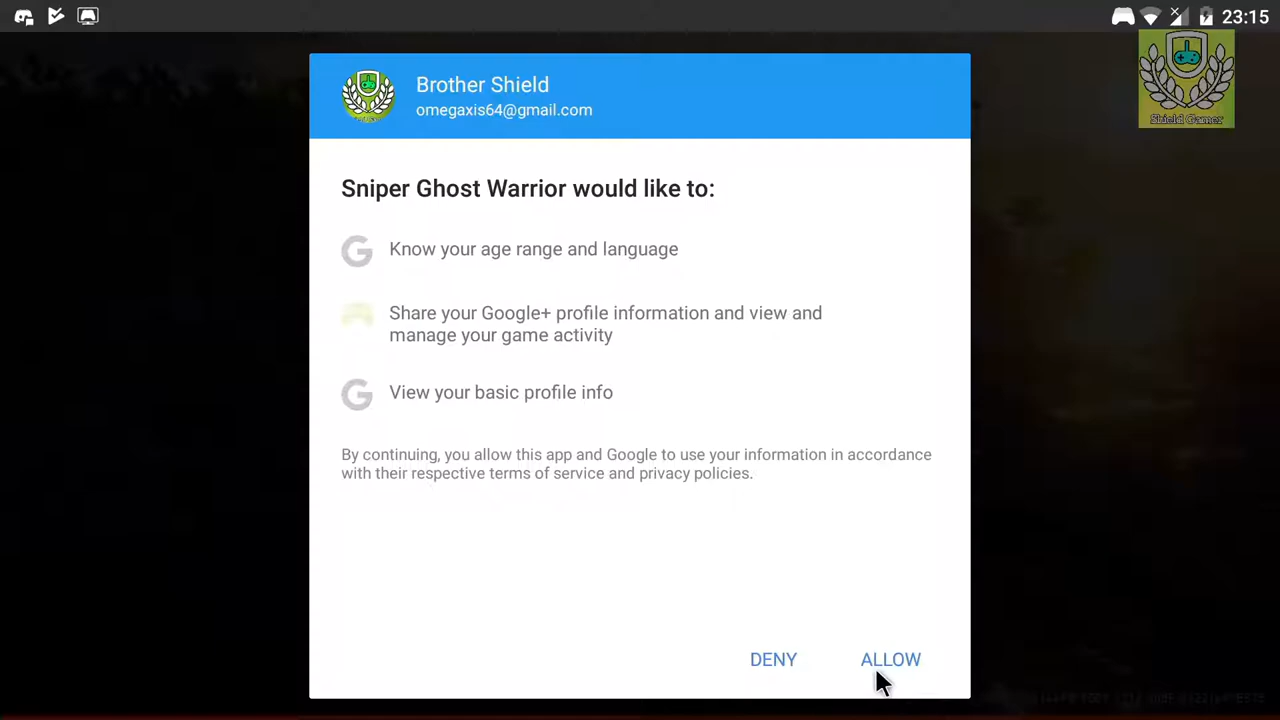 23:15
Brother Shield
omegaxis64@gmail.com
Shield Gamer
Sniper Ghost Warrior would like to:
Know your age range and language
Share your Google+ profile information and view and
manage your game activity
View your basic profile info
By continuing, you allow this app and Google to use your information in accordance
with their respective terms of service and privacy policies.
DENY
ALLOW